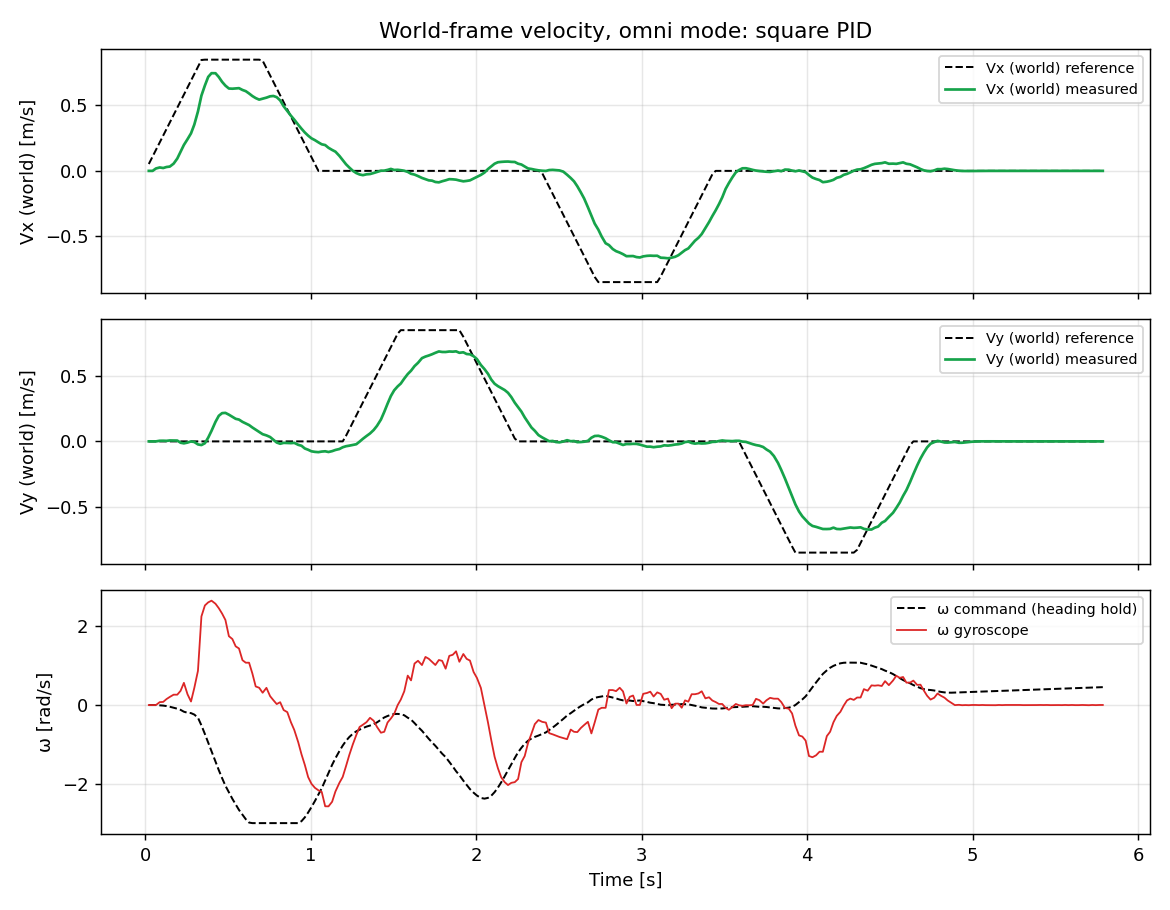 World-frame velocity, omni mode: square PID
Vx (world) [m/s]
0.5
0.0
−0.5
Vx (world) reference
Vx (world) measured
Vy (world) [m/s]
0.5
0.0
−0.5
Vy (world) reference
Vy (world) measured
ω [rad/s]
2
0
−2
ω command (heading hold)
ω gyroscope
0 1 2 3 4 5 6
Time [s]